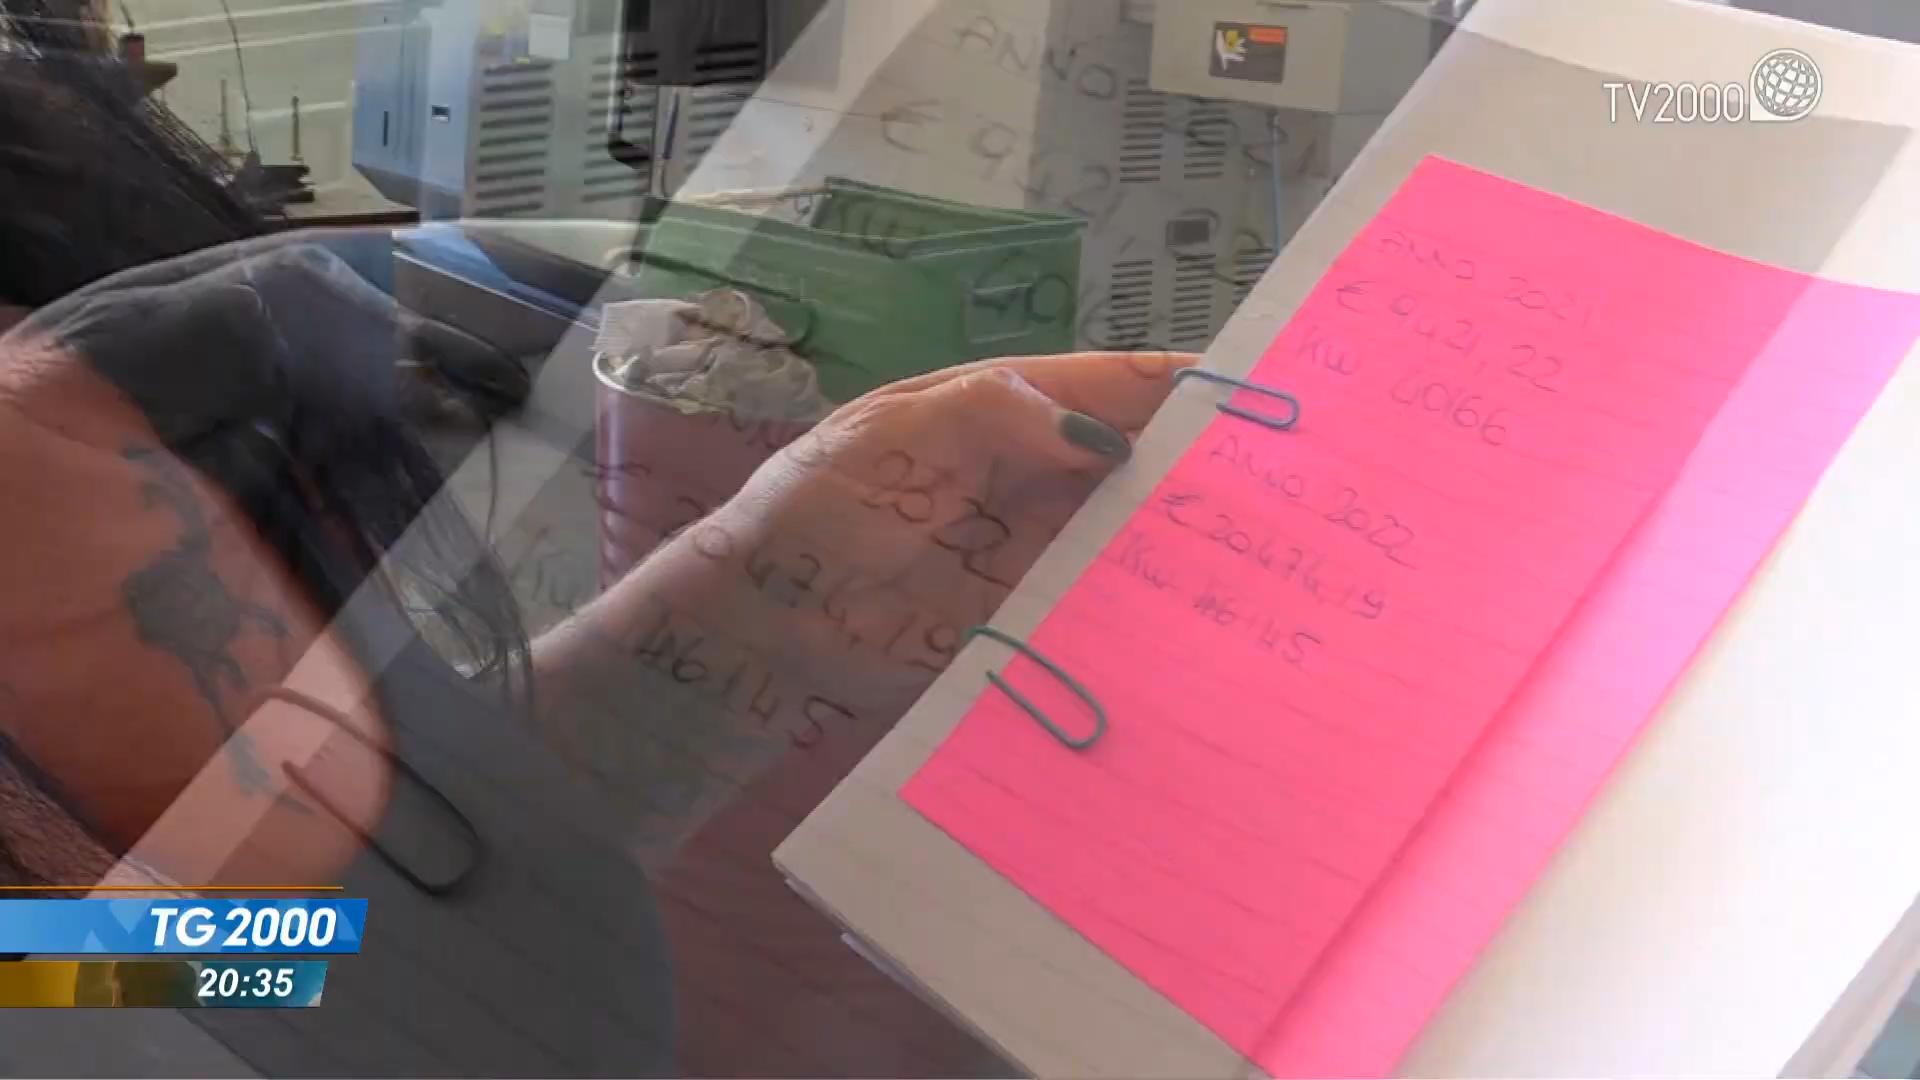 TV2000
ANNO 2021
€ 9421,22
KW 40166
ANNO 2022
€ 20474,19
KW 46145
TG 2000
20:35